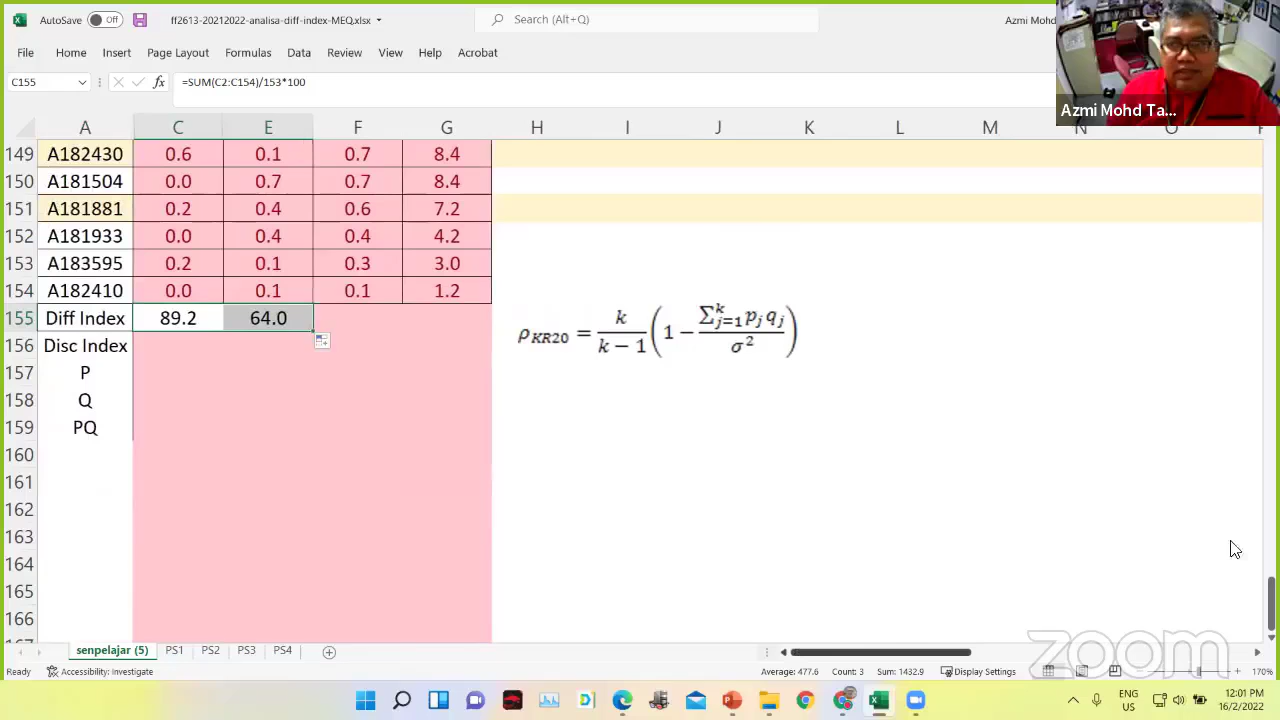 AutoSave Off ff2613-20212022-analisa-diff-index-MEQ.xlsx Search (Alt+Q) Azmi Mohd
File Home Insert Page Layout Formulas Data Review View Help Acrobat
C155 fx =SUM(C2:C154)/153*100
Azmi Mohd Ta...
A C E F G H I J K L M N O
149 A182430 0.6 0.1 0.7 8.4
150 A181504 0.0 0.7 0.7 8.4
151 A181881 0.2 0.4 0.6 7.2
152 A181933 0.0 0.4 0.4 4.2
153 A183595 0.2 0.1 0.3 3.0
154 A182410 0.0 0.1 0.1 1.2
155 Diff Index 89.2 64.0
156 Disc Index
157 P
158 Q
159 PQ
160
161
162
163
164
165
166
167
ρ_KR20 = k/(k − 1) (1 − ∑_{j=1}^{k} p_j q_j / σ²)
zoom
senpelajar (5) PS1 PS2 PS3 PS4
Ready Accessibility: Investigate Average: 477.6 Count: 3 Sum: 1432.9 Display Settings 170%
ENG
US
12:01 PM
16/2/2022